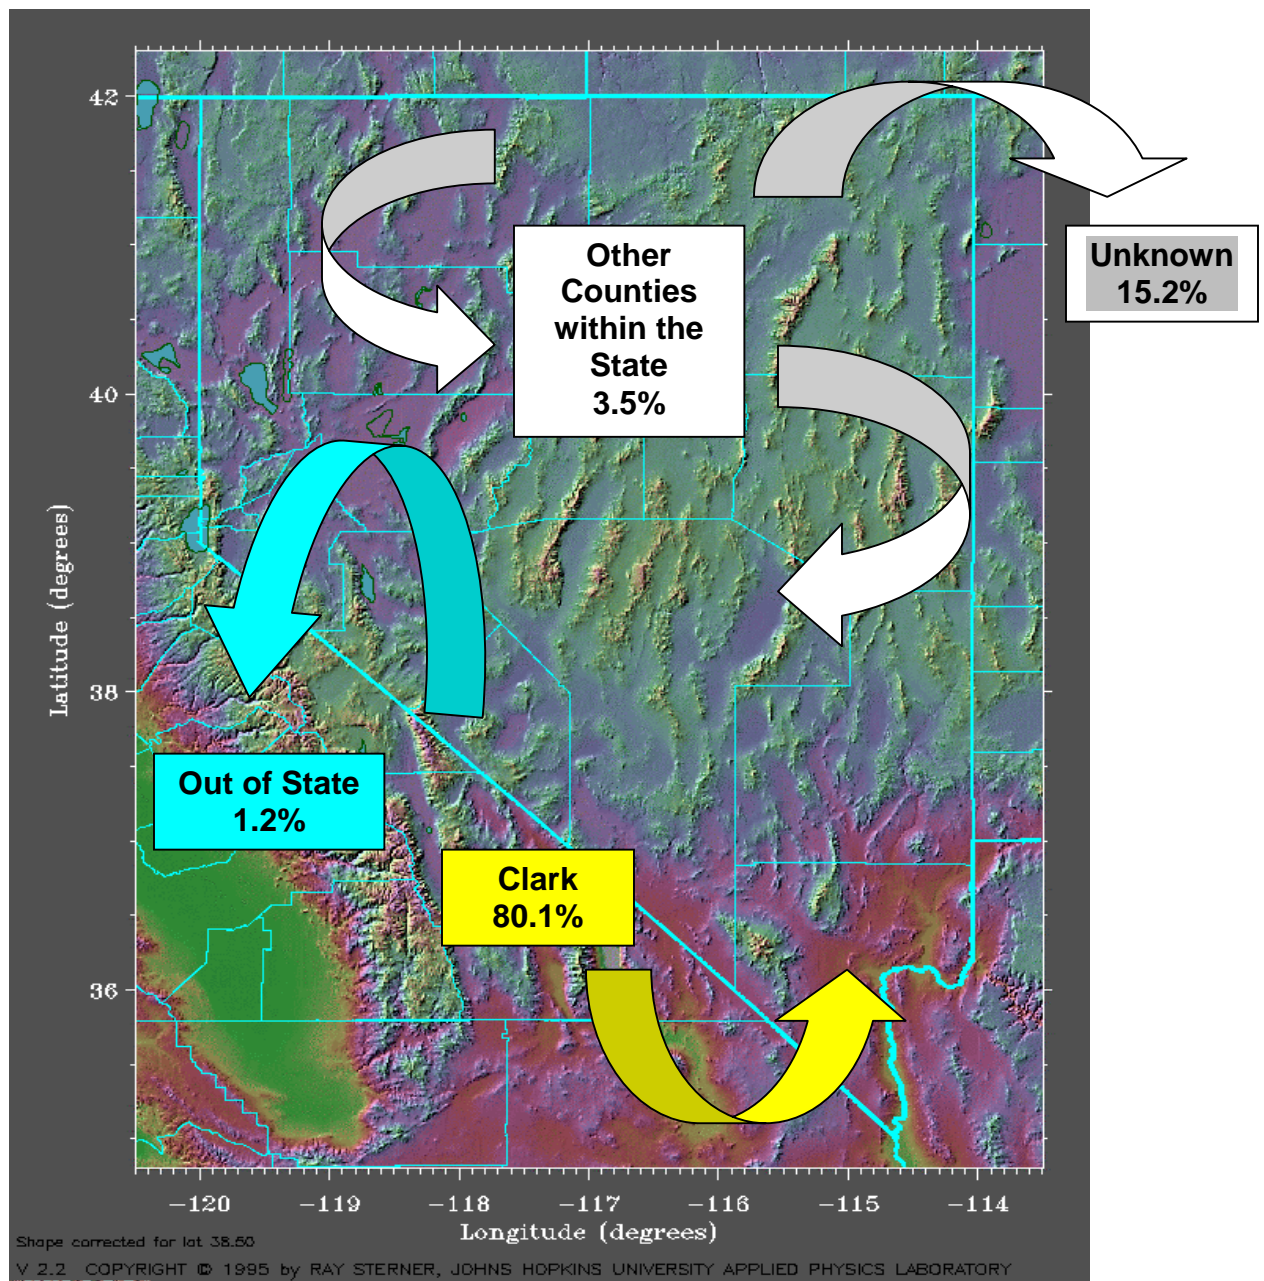 42
40
38
36
Latitude (degrees)
Other
Counties
within the
State
3.5%
Unknown
15.2%
Out of State
1.2%
Clark
80.1%
-120 -119 -118 -117 -116 -115 -114
Longitude (degrees)
Shape corrected for lat 38.50
V 2.2 COPYRIGHT © 1995 by RAY STERNER, JOHNS HOPKINS UNIVERSITY APPLIED PHYSICS LABORATORY